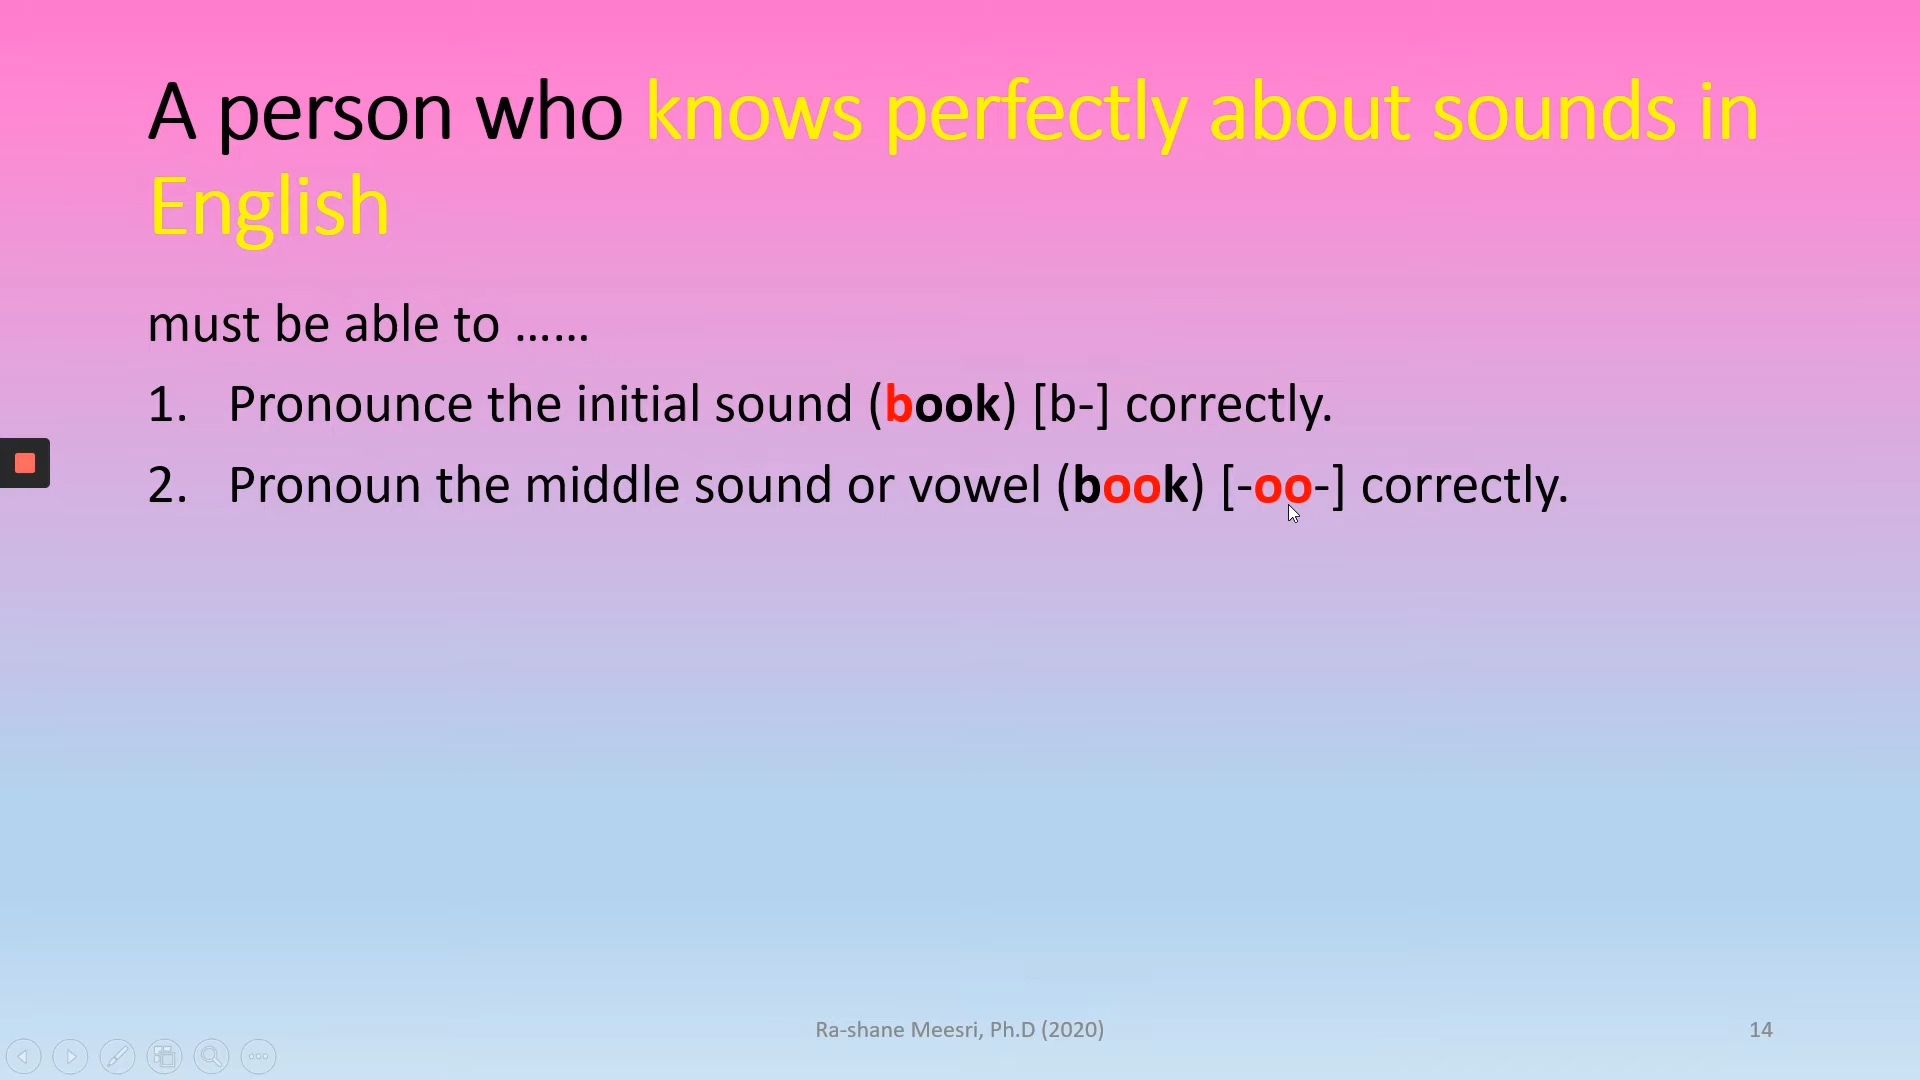 A person who knows perfectly about sounds in
English
must be able to ......
1. Pronounce the initial sound (book) [b-] correctly.
2. Pronoun the middle sound or vowel (book) [-oo-] correctly.
Ra-shane Meesri, Ph.D (2020)
14